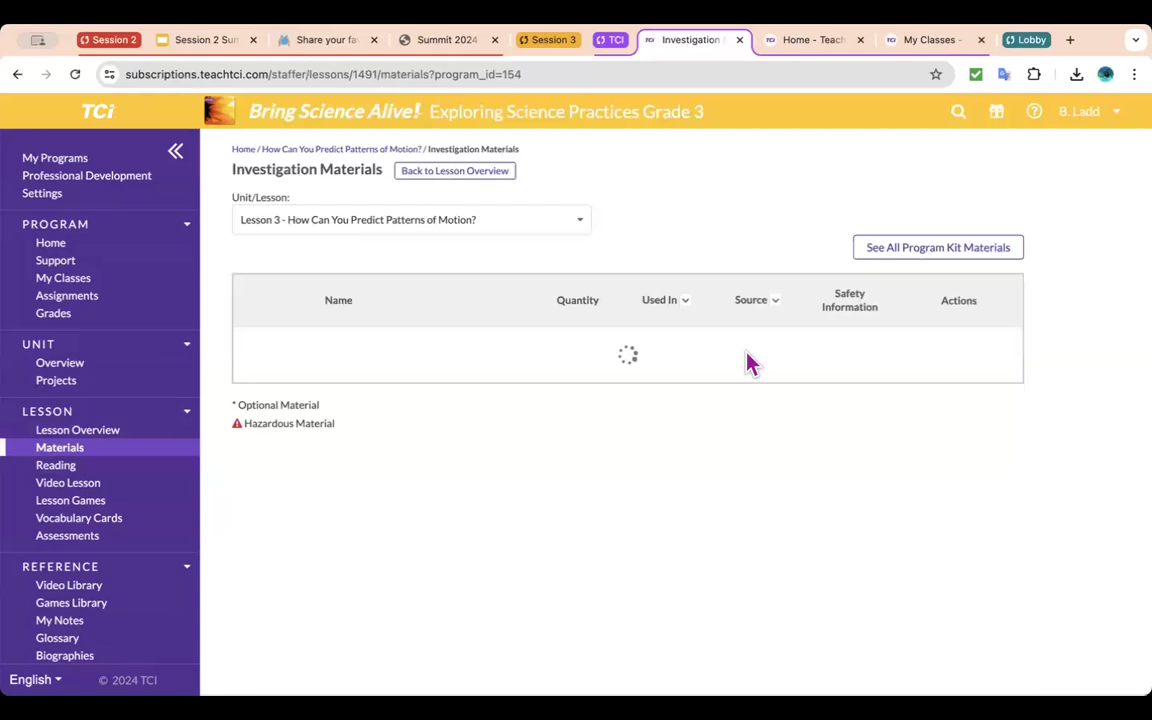 Session 2
Session 2 Sun
Share your fav
Summit 2024
Session 3
TCI
Investigation
Home - Teach
My Classes -
Lobby
subscriptions.teachtci.com/staffer/lessons/1491/materials?program_id=154
TCi
Bring Science Alive! Exploring Science Practices Grade 3
B. Ladd
My Programs
Professional Development
Settings
PROGRAM
Home
Support
My Classes
Assignments
Grades
UNIT
Overview
Projects
LESSON
Lesson Overview
Materials
Reading
Video Lesson
Lesson Games
Vocabulary Cards
Assessments
REFERENCE
Video Library
Games Library
My Notes
Glossary
Biographies
English
© 2024 TCI
Home / How Can You Predict Patterns of Motion? / Investigation Materials
Investigation Materials
Back to Lesson Overview
Unit/Lesson:
Lesson 3 - How Can You Predict Patterns of Motion?
See All Program Kit Materials
Name
Quantity
Used In
Source
Safety
Information
Actions
* Optional Material
Hazardous Material